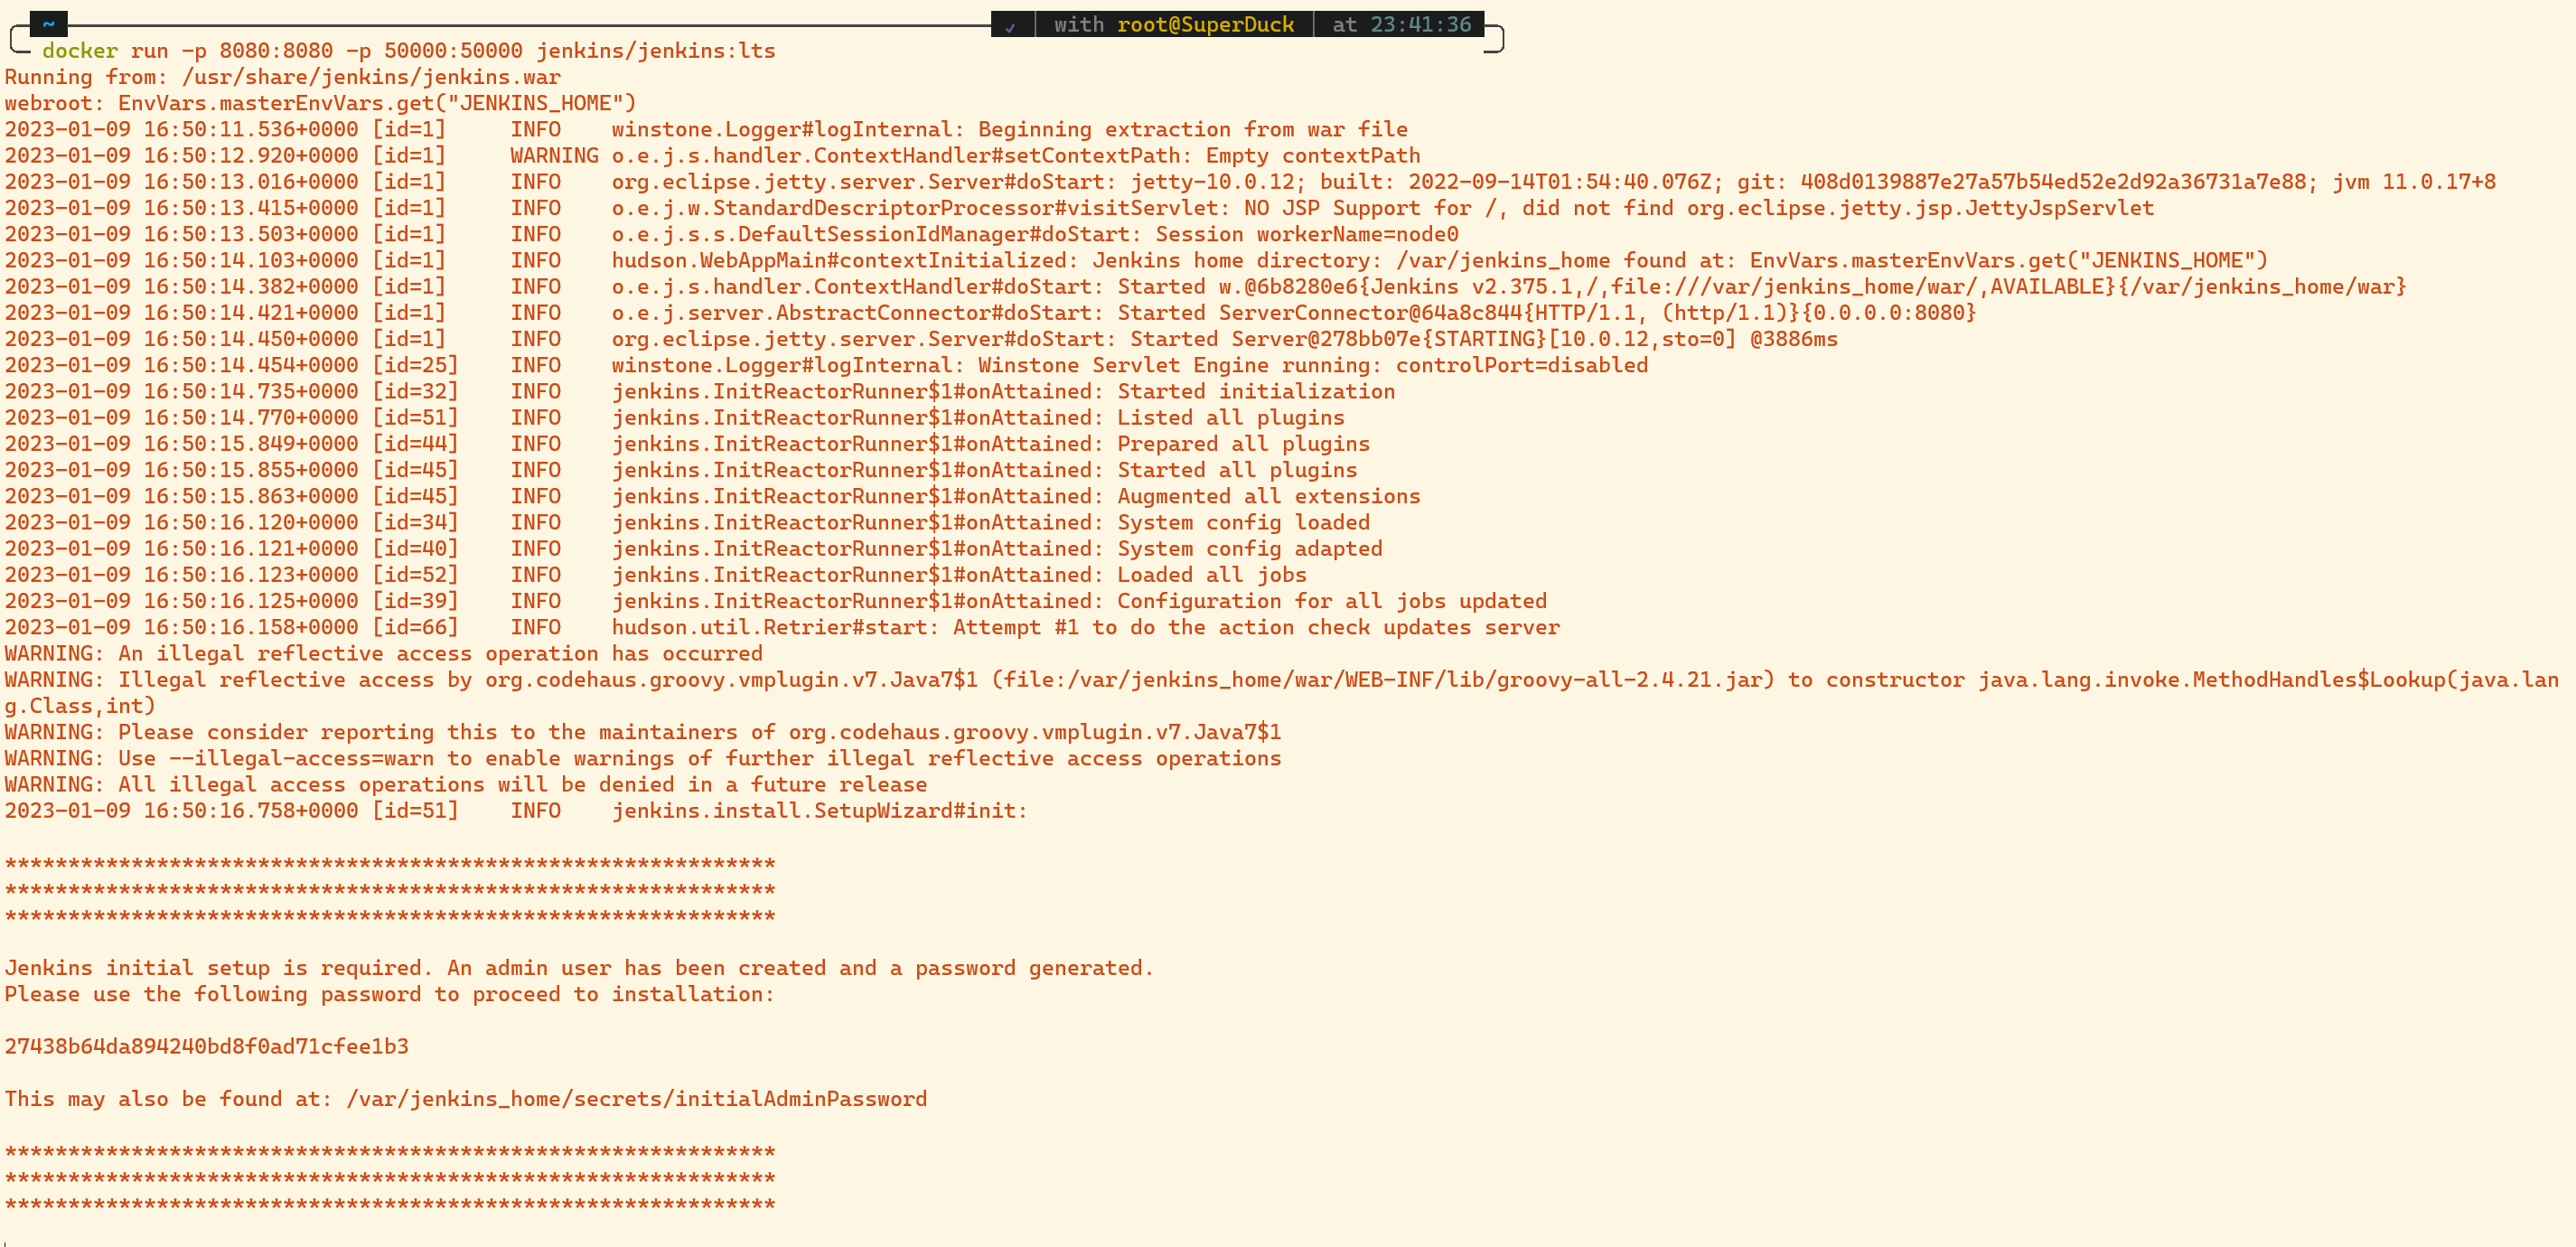 ~ ✓ with root@SuperDuck at 23:41:36
docker run -p 8080:8080 -p 50000:50000 jenkins/jenkins:lts
Running from: /usr/share/jenkins/jenkins.war
webroot: EnvVars.masterEnvVars.get("JENKINS_HOME")
2023-01-09 16:50:11.536+0000 [id=1] INFO winstone.Logger#logInternal: Beginning extraction from war file
2023-01-09 16:50:12.920+0000 [id=1] WARNING o.e.j.s.handler.ContextHandler#setContextPath: Empty contextPath
2023-01-09 16:50:13.016+0000 [id=1] INFO org.eclipse.jetty.server.Server#doStart: jetty-10.0.12; built: 2022-09-14T01:54:40.076Z; git: 408d0139887e27a57b54ed52e2d92a36731a7e88; jvm 11.0.17+8
2023-01-09 16:50:13.415+0000 [id=1] INFO o.e.j.w.StandardDescriptorProcessor#visitServlet: NO JSP Support for /, did not find org.eclipse.jetty.jsp.JettyJspServlet
2023-01-09 16:50:13.503+0000 [id=1] INFO o.e.j.s.s.DefaultSessionIdManager#doStart: Session workerName=node0
2023-01-09 16:50:14.103+0000 [id=1] INFO hudson.WebAppMain#contextInitialized: Jenkins home directory: /var/jenkins_home found at: EnvVars.masterEnvVars.get("JENKINS_HOME")
2023-01-09 16:50:14.382+0000 [id=1] INFO o.e.j.s.handler.ContextHandler#doStart: Started w.@6b8280e6{Jenkins v2.375.1,/,file:///var/jenkins_home/war/,AVAILABLE}{/var/jenkins_home/war}
2023-01-09 16:50:14.421+0000 [id=1] INFO o.e.j.server.AbstractConnector#doStart: Started ServerConnector@64a8c844{HTTP/1.1, (http/1.1)}{0.0.0.0:8080}
2023-01-09 16:50:14.450+0000 [id=1] INFO org.eclipse.jetty.server.Server#doStart: Started Server@278bb07e{STARTING}[10.0.12,sto=0] @3886ms
2023-01-09 16:50:14.454+0000 [id=25] INFO winstone.Logger#logInternal: Winstone Servlet Engine running: controlPort=disabled
2023-01-09 16:50:14.735+0000 [id=32] INFO jenkins.InitReactorRunner$1#onAttained: Started initialization
2023-01-09 16:50:14.770+0000 [id=51] INFO jenkins.InitReactorRunner$1#onAttained: Listed all plugins
2023-01-09 16:50:15.849+0000 [id=44] INFO jenkins.InitReactorRunner$1#onAttained: Prepared all plugins
2023-01-09 16:50:15.855+0000 [id=45] INFO jenkins.InitReactorRunner$1#onAttained: Started all plugins
2023-01-09 16:50:15.863+0000 [id=45] INFO jenkins.InitReactorRunner$1#onAttained: Augmented all extensions
2023-01-09 16:50:16.120+0000 [id=34] INFO jenkins.InitReactorRunner$1#onAttained: System config loaded
2023-01-09 16:50:16.121+0000 [id=40] INFO jenkins.InitReactorRunner$1#onAttained: System config adapted
2023-01-09 16:50:16.123+0000 [id=52] INFO jenkins.InitReactorRunner$1#onAttained: Loaded all jobs
2023-01-09 16:50:16.125+0000 [id=39] INFO jenkins.InitReactorRunner$1#onAttained: Configuration for all jobs updated
2023-01-09 16:50:16.158+0000 [id=66] INFO hudson.util.Retrier#start: Attempt #1 to do the action check updates server
WARNING: An illegal reflective access operation has occurred
WARNING: Illegal reflective access by org.codehaus.groovy.vmplugin.v7.Java7$1 (file:/var/jenkins_home/war/WEB-INF/lib/groovy-all-2.4.21.jar) to constructor java.lang.invoke.MethodHandles$Lookup(java.lan
g.Class,int)
WARNING: Please consider reporting this to the maintainers of org.codehaus.groovy.vmplugin.v7.Java7$1
WARNING: Use --illegal-access=warn to enable warnings of further illegal reflective access operations
WARNING: All illegal access operations will be denied in a future release
2023-01-09 16:50:16.758+0000 [id=51] INFO jenkins.install.SetupWizard#init:
*************************************************************
*************************************************************
*************************************************************
Jenkins initial setup is required. An admin user has been created and a password generated.
Please use the following password to proceed to installation:
27438b64da894240bd8f0ad71cfee1b3
This may also be found at: /var/jenkins_home/secrets/initialAdminPassword
*************************************************************
*************************************************************
*************************************************************